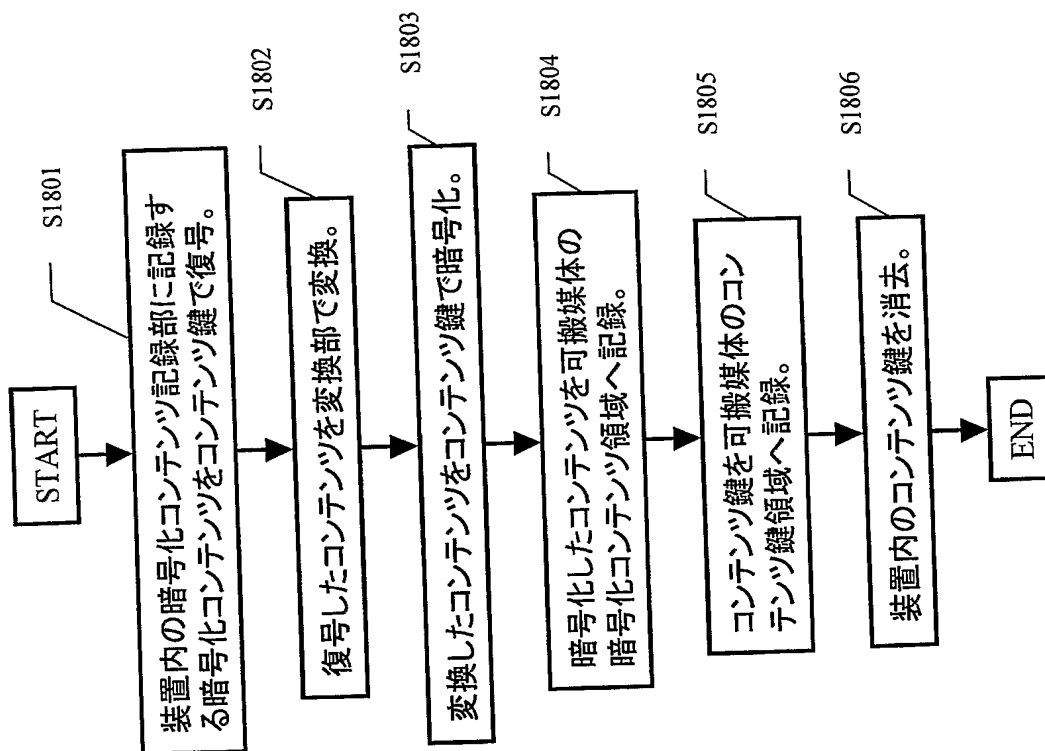 START
S1801
装置内の暗号化コンテンツ記録部に記録す
る暗号化コンテンツをコンテンツ鍵で復号。
S1802
復号したコンテンツを変換部で変換。
S1803
変換したコンテンツをコンテンツ鍵で暗号化。
S1804
暗号化したコンテンツを可搬媒体の
暗号化コンテンツ領域へ記録。
S1805
コンテンツ鍵を可搬媒体のコン
テンツ鍵領域へ記録。
S1806
装置内のコンテンツ鍵を消去。
END